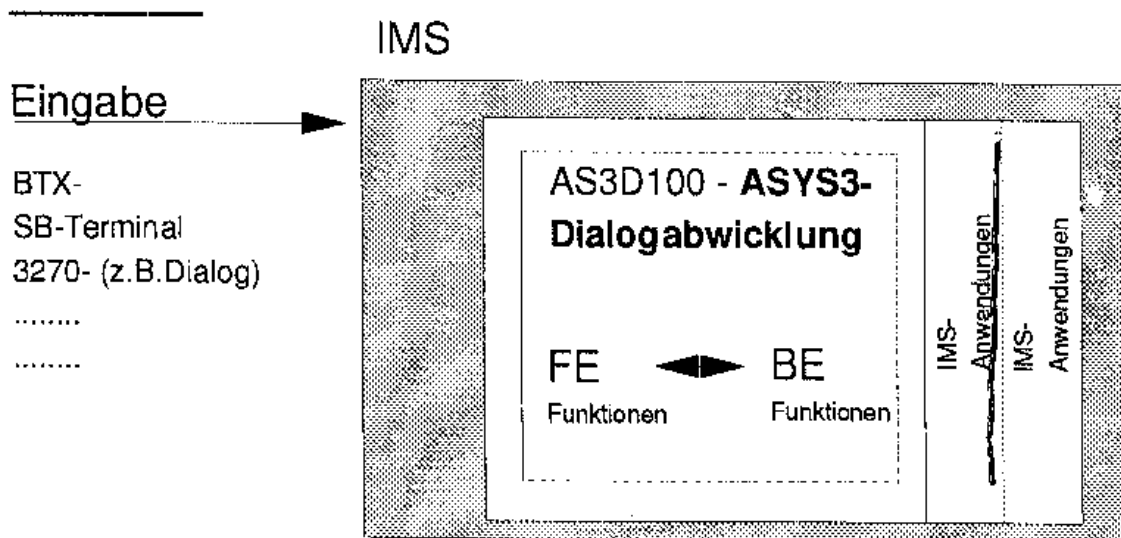 IMS
Eingabe
BTX-
SB-Terminal
3270- (z.B.Dialog)
........
........
AS3D100 - ASYS3-
Dialogabwicklung
FE
BE
Funktionen
Funktionen
IMS-
Anwendungen
IMS-
Anwendungen